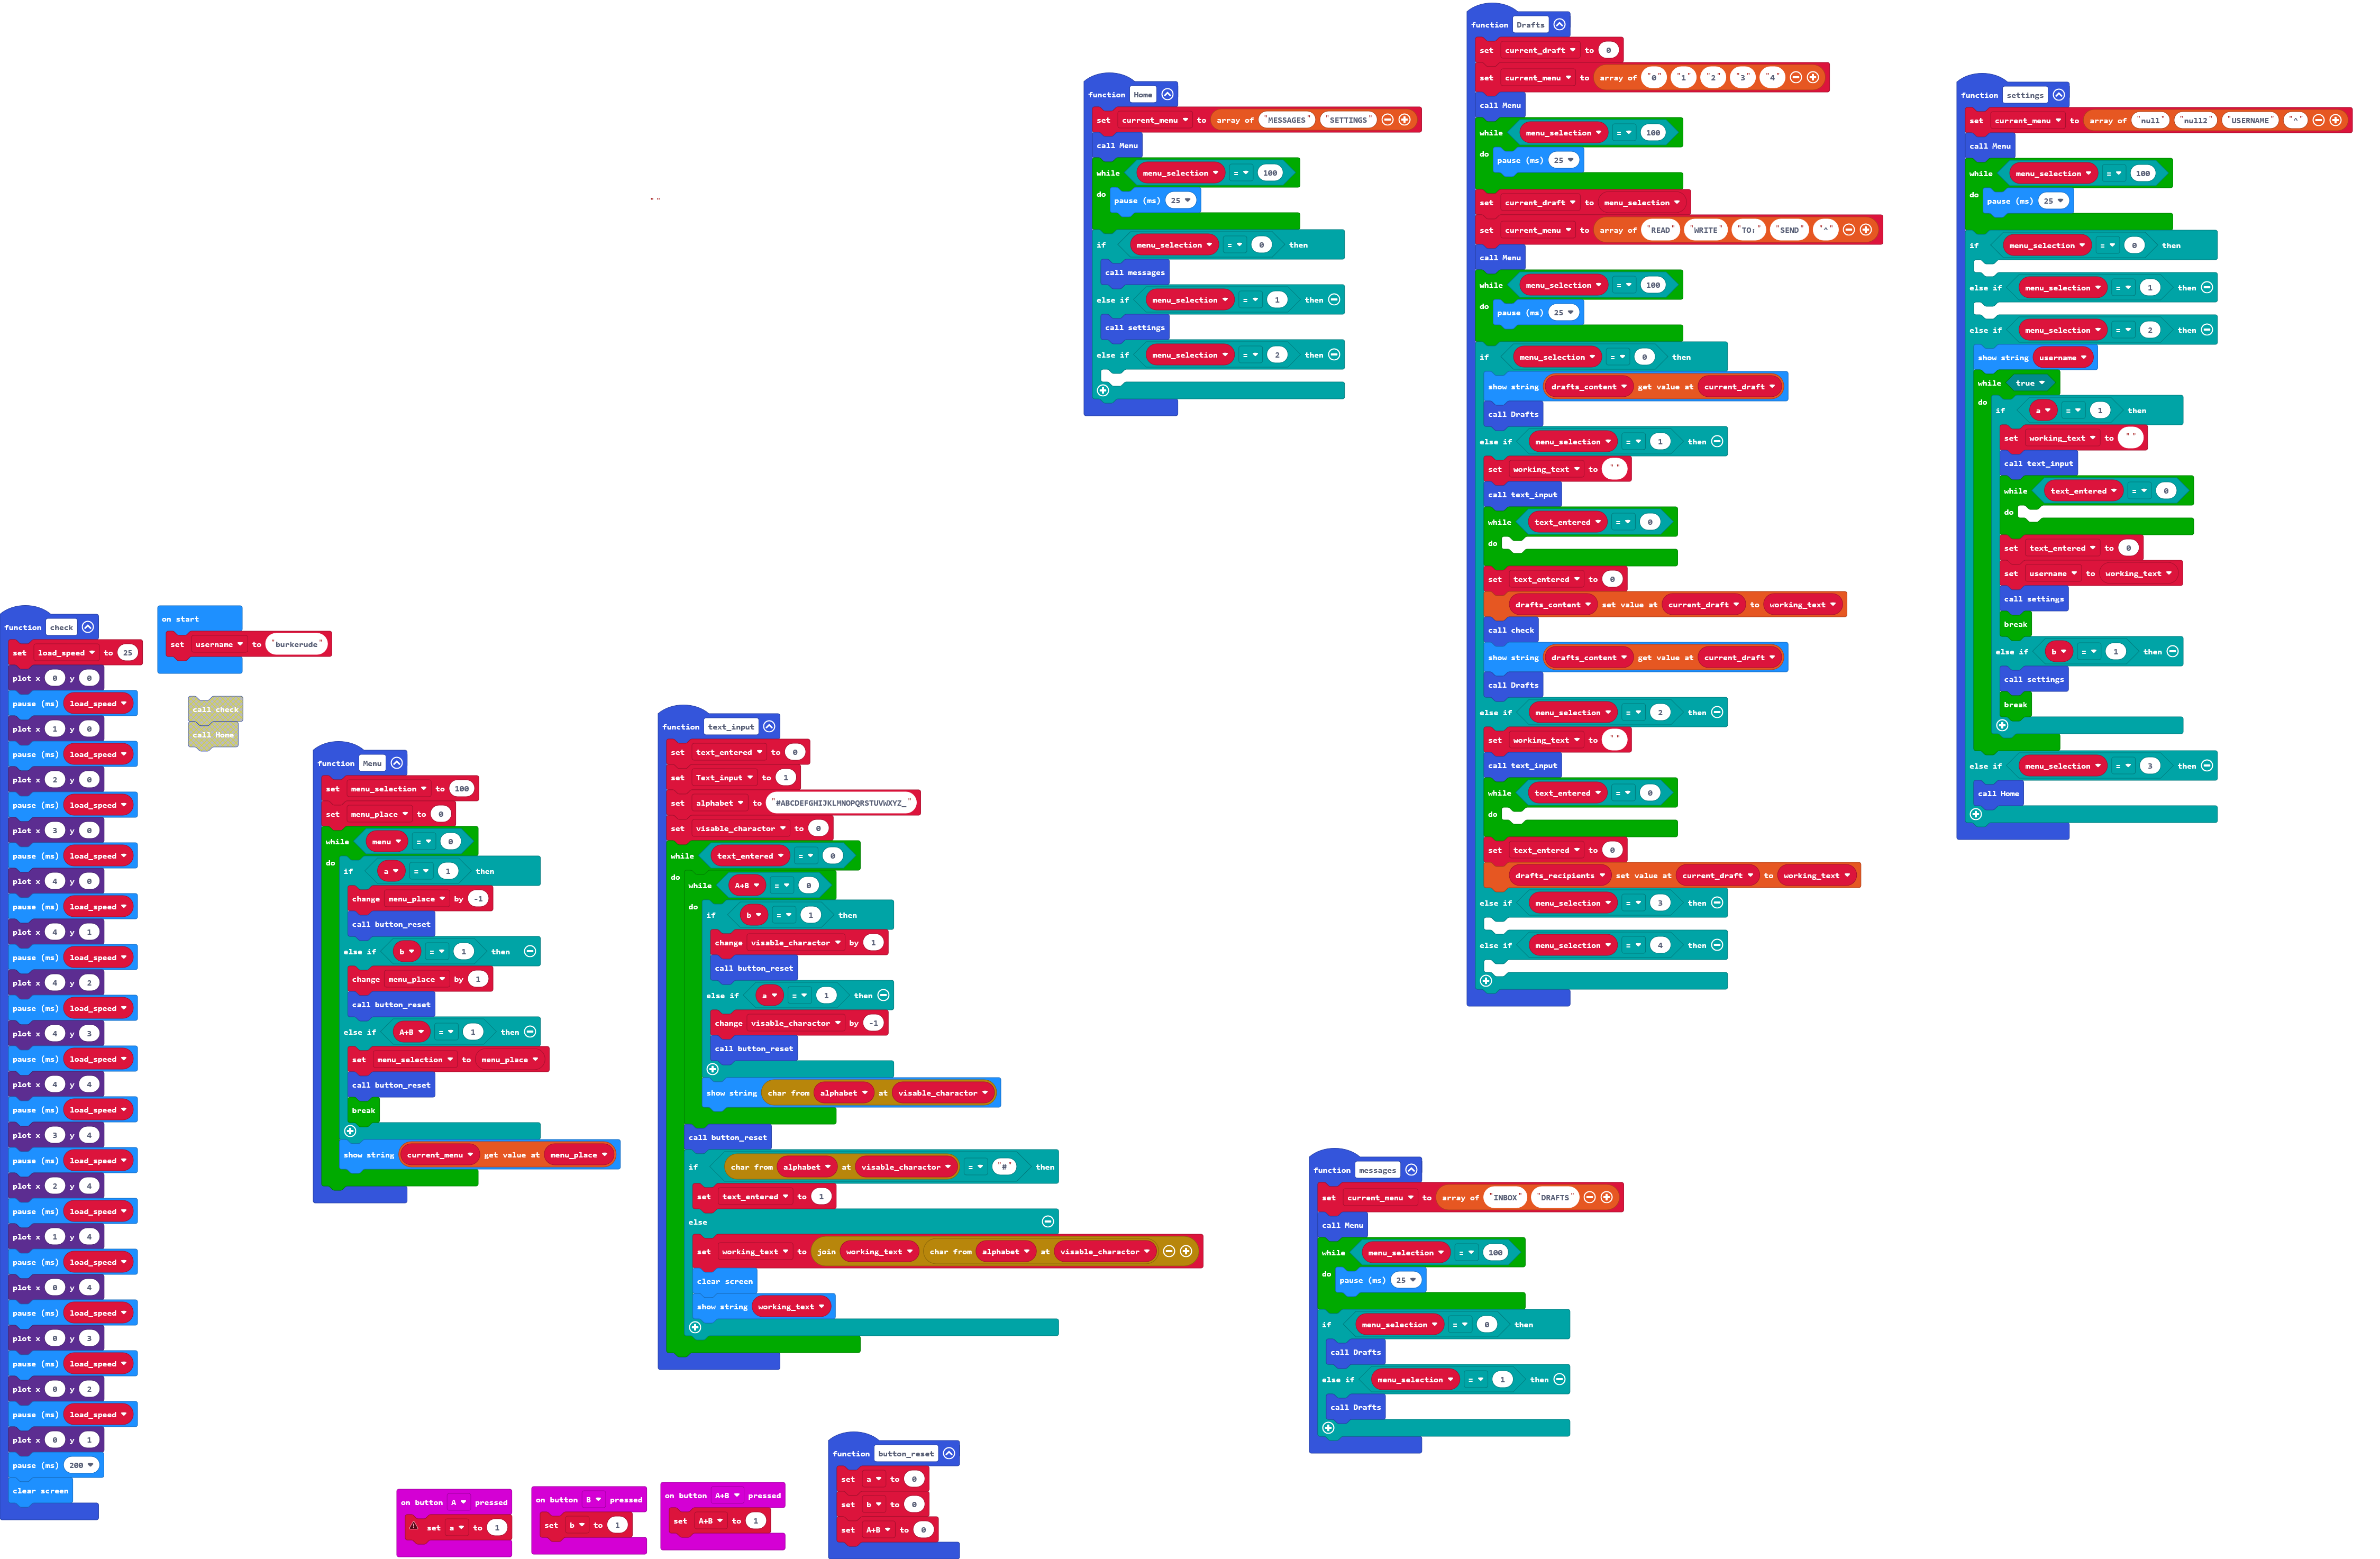 function Drafts
set current_draft to 0
set current_menu to array of "0" "1" "2" "3" "4"
call Menu
while menu_selection = 100
do pause (ms) 25
set current_draft to menu_selection
set current_menu to array of "READ" "WRITE" "TO:" "SEND" "^"
call Menu
while menu_selection = 100
do pause (ms) 25
if menu_selection = 0 then
show string drafts_content get value at current_draft
call Drafts
else if menu_selection = 1 then
set working_text to " "
call text_input
while text_entered = 0
do
set text_entered to 0
drafts_content set value at current_draft to working_text
call check
show string drafts_content get value at current_draft
call Drafts
else if menu_selection = 2 then
set working_text to " "
call text_input
while text_entered = 0
do
set text_entered to 0
drafts_recipients set value at current_draft to working_text
else if menu_selection = 3 then
else if menu_selection = 4 then
function Home
set current_menu to array of "MESSAGES" "SETTINGS"
call Menu
while menu_selection = 100
do pause (ms) 25
if menu_selection = 0 then
call messages
else if menu_selection = 1 then
call settings
else if menu_selection = 2 then
function settings
set current_menu to array of "null" "null2" "USERNAME" "^"
call Menu
while menu_selection = 100
do pause (ms) 25
if menu_selection = 0 then
else if menu_selection = 1 then
else if menu_selection = 2 then
show string username
while true
do if a = 1 then
set working_text to " "
call text_input
while text_entered = 0
do
set text_entered to 0
set username to working_text
call settings
break
else if b = 1 then
call settings
break
else if menu_selection = 3 then
call Home
" "
function check
set load_speed to 25
plot x 0 y 0
pause (ms) load_speed
plot x 1 y 0
pause (ms) load_speed
plot x 2 y 0
pause (ms) load_speed
plot x 3 y 0
pause (ms) load_speed
plot x 4 y 0
pause (ms) load_speed
plot x 4 y 1
pause (ms) load_speed
plot x 4 y 2
pause (ms) load_speed
plot x 4 y 3
pause (ms) load_speed
plot x 4 y 4
pause (ms) load_speed
plot x 3 y 4
pause (ms) load_speed
plot x 2 y 4
pause (ms) load_speed
plot x 1 y 4
pause (ms) load_speed
plot x 0 y 4
pause (ms) load_speed
plot x 0 y 3
pause (ms) load_speed
plot x 0 y 2
pause (ms) load_speed
plot x 0 y 1
pause (ms) 200
clear screen
on start
set username to "burkerude"
call check
call Home
function Menu
set menu_selection to 100
set menu_place to 0
while menu = 0
do if a = 1 then
change menu_place by -1
call button_reset
else if b = 1 then
change menu_place by 1
call button_reset
else if A+B = 1 then
set menu_selection to menu_place
call button_reset
break
show string current_menu get value at menu_place
function text_input
set text_entered to 0
set Text_input to 1
set alphabet to "#ABCDEFGHIJKLMNOPQRSTUVWXYZ_"
set visable_charactor to 0
while text_entered = 0
do while A+B = 0
do if b = 1 then
change visable_charactor by 1
call button_reset
else if a = 1 then
change visable_charactor by -1
call button_reset
show string char from alphabet at visable_charactor
call button_reset
if char from alphabet at visable_charactor = "#" then
set text_entered to 1
else
set working_text to join working_text char from alphabet at visable_charactor
clear screen
show string working_text
function messages
set current_menu to array of "INBOX" "DRAFTS"
call Menu
while menu_selection = 100
do pause (ms) 25
if menu_selection = 0 then
call Drafts
else if menu_selection = 1 then
call Drafts
on button A pressed
set a to 1
on button B pressed
set b to 1
on button A+B pressed
set A+B to 1
function button_reset
set a to 0
set b to 0
set A+B to 0